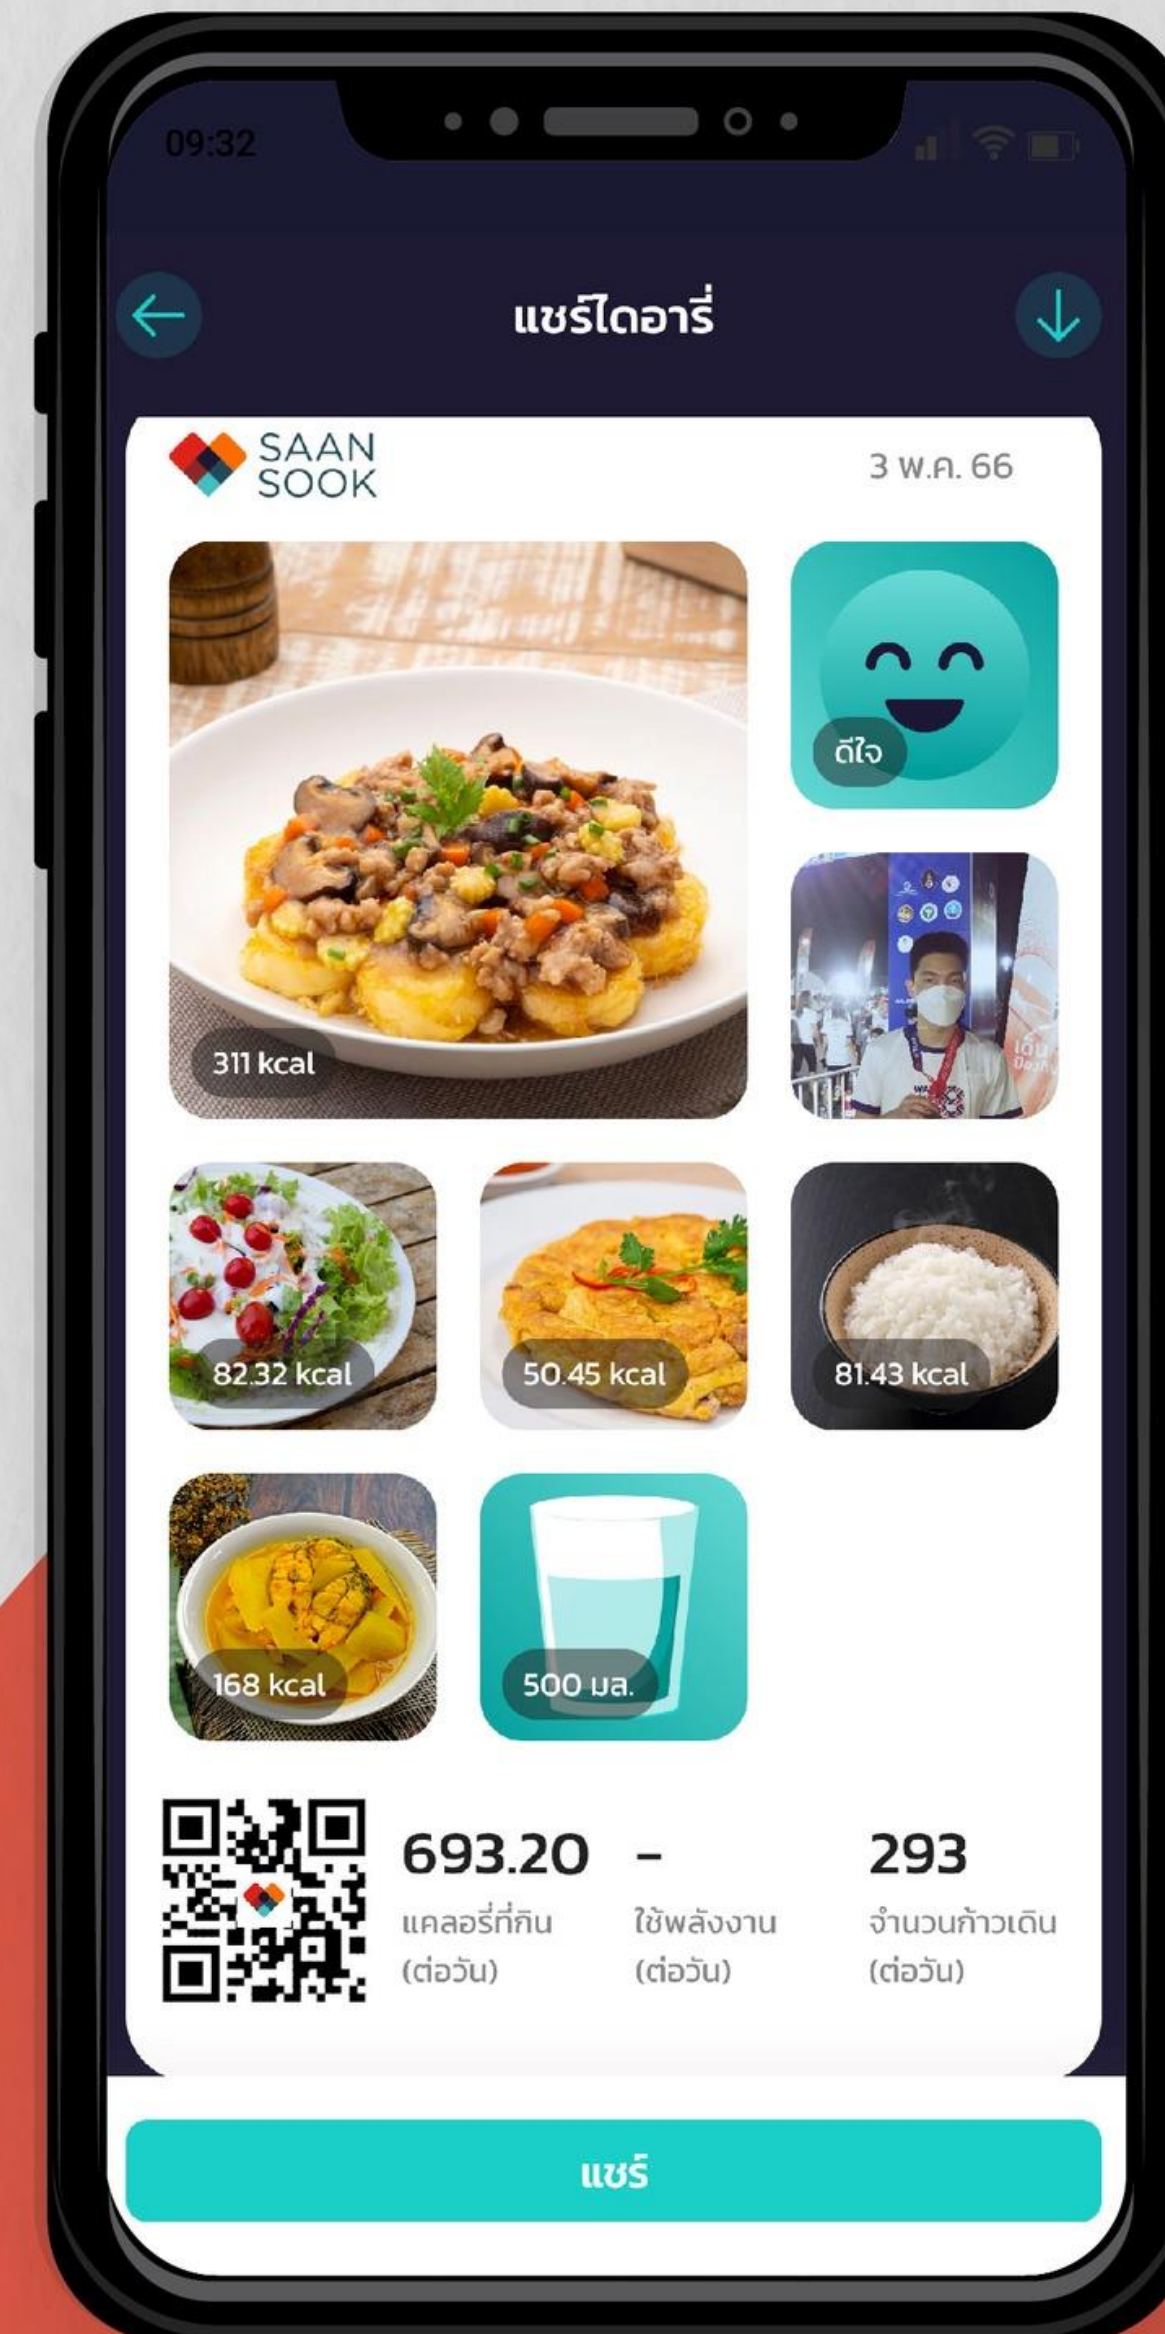 09:32
แชร์ไดอารี่
SAAN
SOOK
3 พ.ค. 66
311 kcal
ดีใจ
82.32 kcal
50.45 kcal
81.43 kcal
168 kcal
500 มล.
693.20
-
293
แคลอรี่ที่กิน
(ต่อวัน)
ใช้พลังงาน
(ต่อวัน)
จำนวนก้าวเดิน
(ต่อวัน)
แชร์